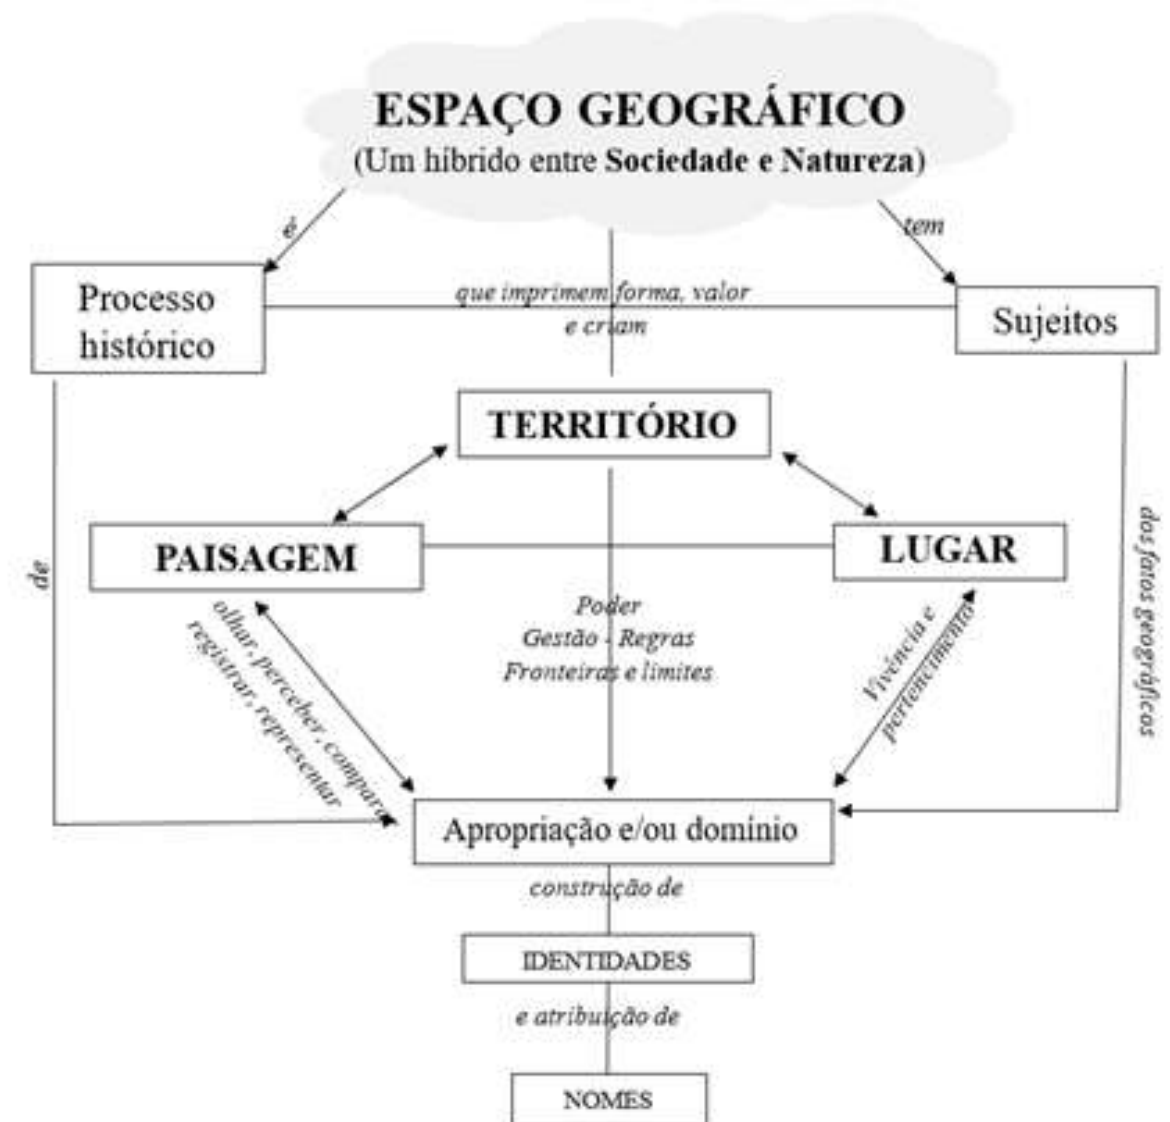 ESPAÇO GEOGRÁFICO
(Um híbrido entre Sociedade e Natureza)
é
tem
Processo
histórico
que imprimem forma, valor
e criam
Sujeitos
TERRITÓRIO
PAISAGEM
LUGAR
de
olhar, perceber, comparar
registrar, representar
Poder
Gestão - Regras
Fronteiras e limites
Vivência e
pertencimento
dos fatos geográficos
Apropriação e/ou domínio
construção de
IDENTIDADES
e atribuição de
NOMES